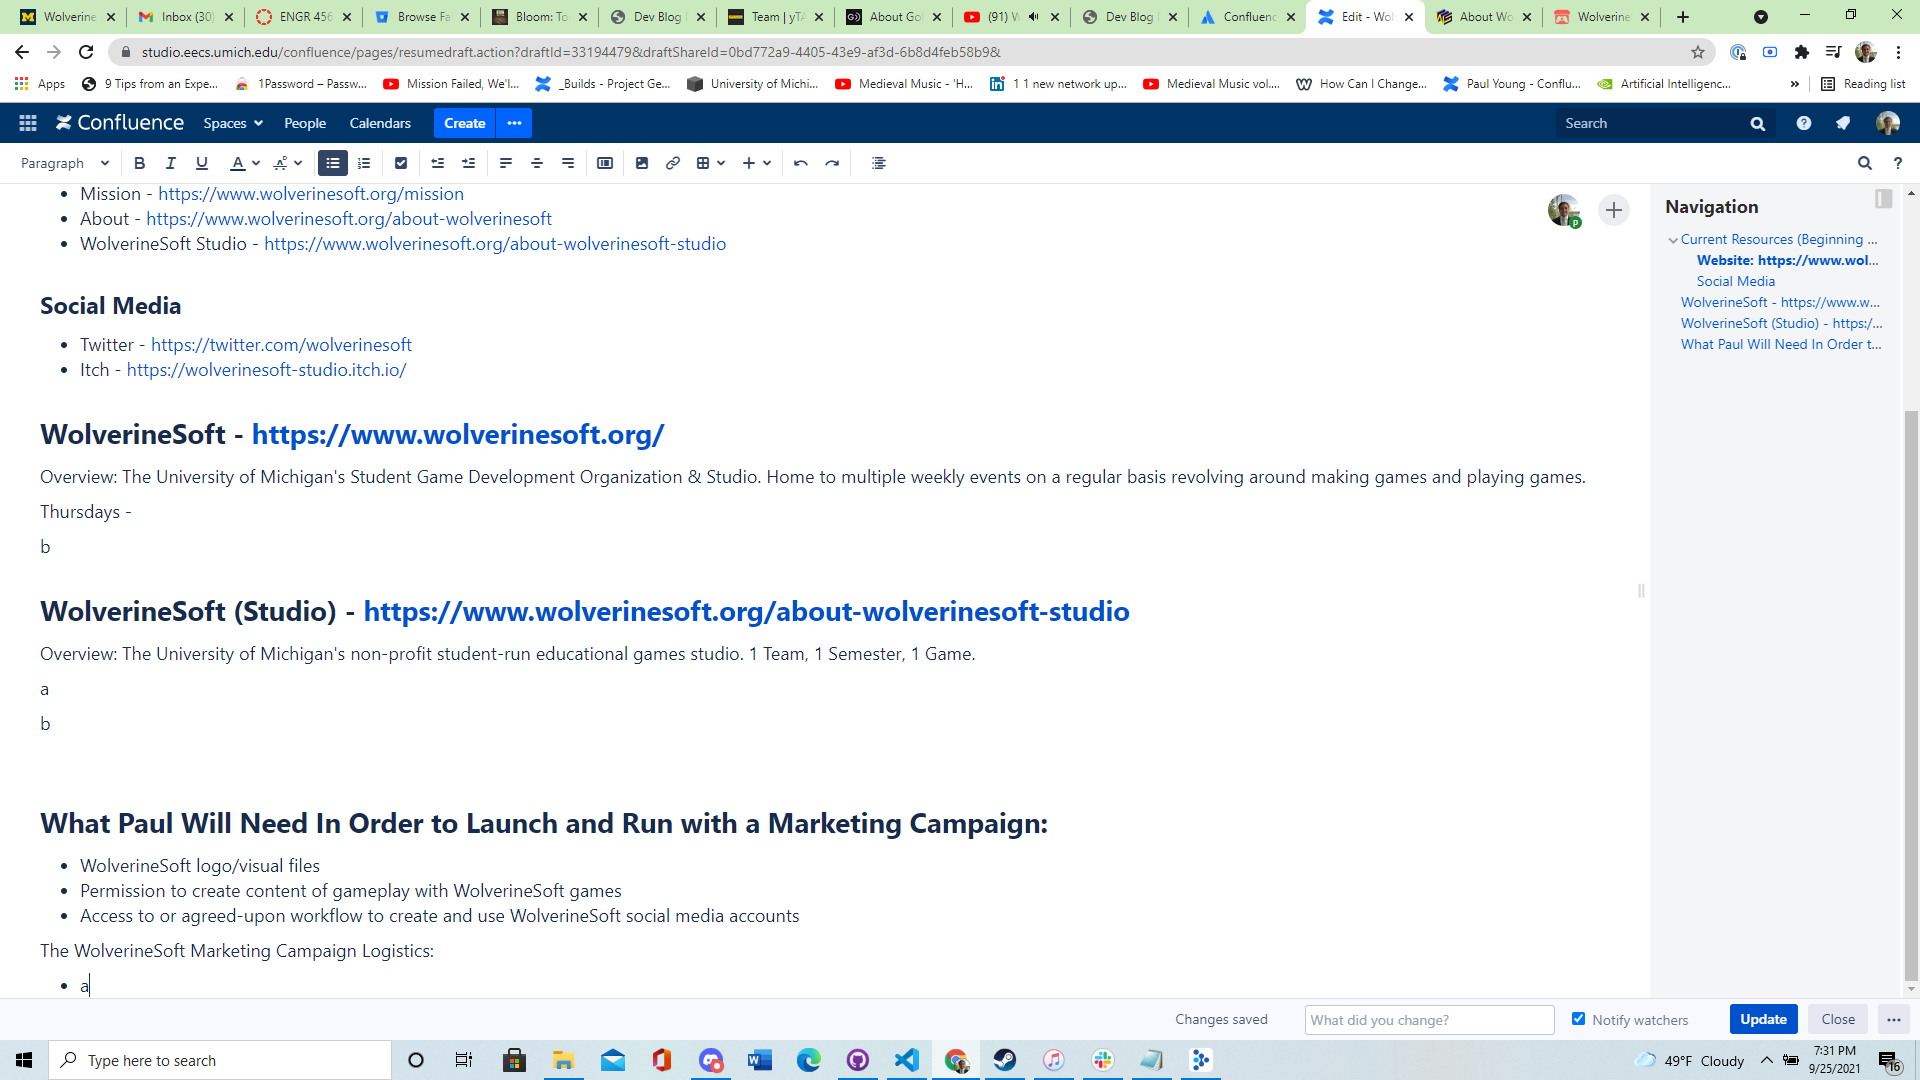 Wolverine
Inbox (30)
ENGR 456
Browse Fa
Bloom: To
Dev Blog
Team | yTA
About Go
(91) W
Dev Blog
Confluenc
Edit - Wol
About Wo
Wolverine
studio.eecs.umich.edu/confluence/pages/resumedraft.action?draftId=33194479&draftShareId=0bd772a9-4405-43e9-af3d-6b8d4feb58b9&
Apps
9 Tips from an Expe...
1Password – Passw...
Mission Failed, We'l...
_Builds - Project Ge...
University of Michi...
Medieval Music - 'H...
1 1 new network up...
Medieval Music vol....
How Can I Change...
Paul Young - Conflu...
Artificial Intelligenc...
»
Reading list
Confluence
Spaces
People
Calendars
Create
Search
Paragraph
B I U A
Mission - https://www.wolverinesoft.org/mission
About - https://www.wolverinesoft.org/about-wolverinesoft
WolverineSoft Studio - https://www.wolverinesoft.org/about-wolverinesoft-studio
Social Media
Twitter - https://twitter.com/wolverinesoft
Itch - https://wolverinesoft-studio.itch.io/
WolverineSoft - https://www.wolverinesoft.org/
Overview: The University of Michigan's Student Game Development Organization & Studio. Home to multiple weekly events on a regular basis revolving around making games and playing games.
Thursdays -
b
WolverineSoft (Studio) - https://www.wolverinesoft.org/about-wolverinesoft-studio
Overview: The University of Michigan's non-profit student-run educational games studio. 1 Team, 1 Semester, 1 Game.
a
b
What Paul Will Need In Order to Launch and Run with a Marketing Campaign:
WolverineSoft logo/visual files
Permission to create content of gameplay with WolverineSoft games
Access to or agreed-upon workflow to create and use WolverineSoft social media accounts
The WolverineSoft Marketing Campaign Logistics:
a
Navigation
Current Resources (Beginning ...
Website: https://www.wol...
Social Media
WolverineSoft - https://www.w...
WolverineSoft (Studio) - https:/...
What Paul Will Need In Order t...
Changes saved
What did you change?
Notify watchers
Update
Close
Type here to search
49°F Cloudy
7:31 PM
9/25/2021
16